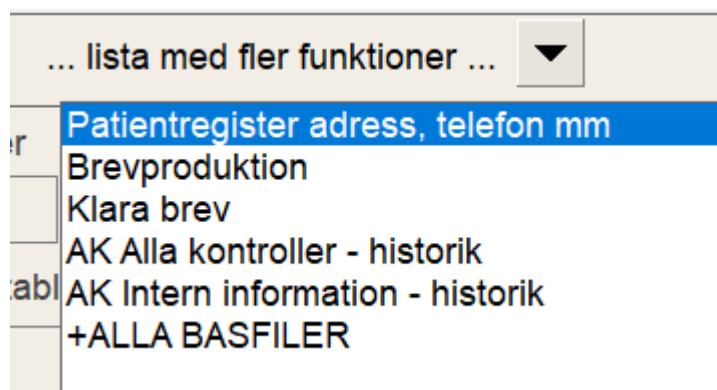 ... lista med fler funktioner ...
Patientregister adress, telefon mm
Brevproduktion
Klara brev
AK Alla kontroller - historik
AK Intern information - historik
+ALLA BASFILER